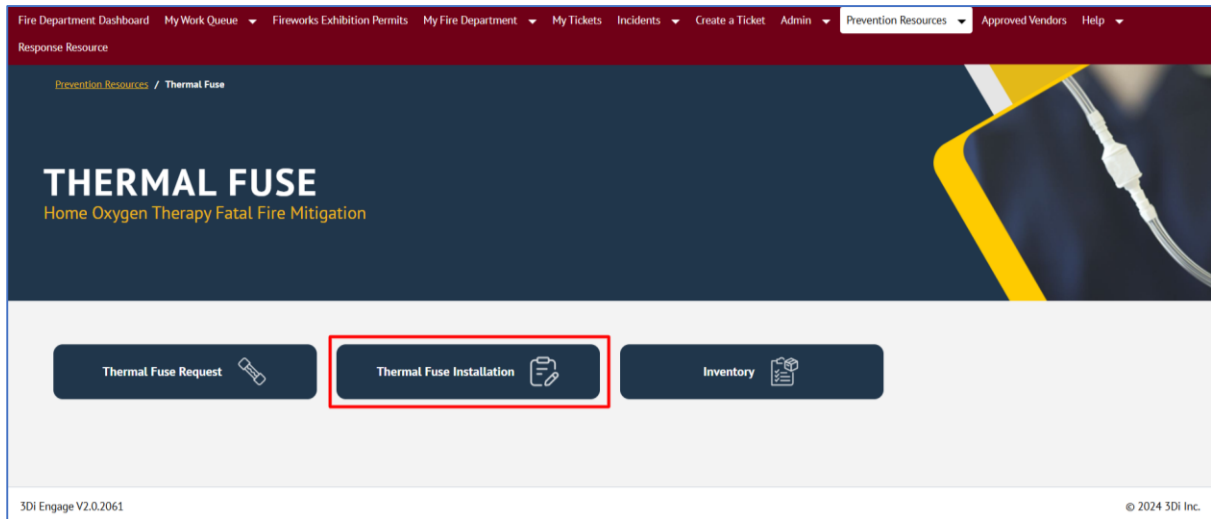 Fire Department Dashboard My Work Queue Fireworks Exhibition Permits My Fire Department My Tickets Incidents Create a Ticket Admin Prevention Resources Approved Vendors Help
Response Resource
Prevention Resources / Thermal Fuse
THERMAL FUSE
Home Oxygen Therapy Fatal Fire Mitigation
Thermal Fuse Request Thermal Fuse Installation Inventory
3Di Engage V2.0.2061 © 2024 3Di Inc.